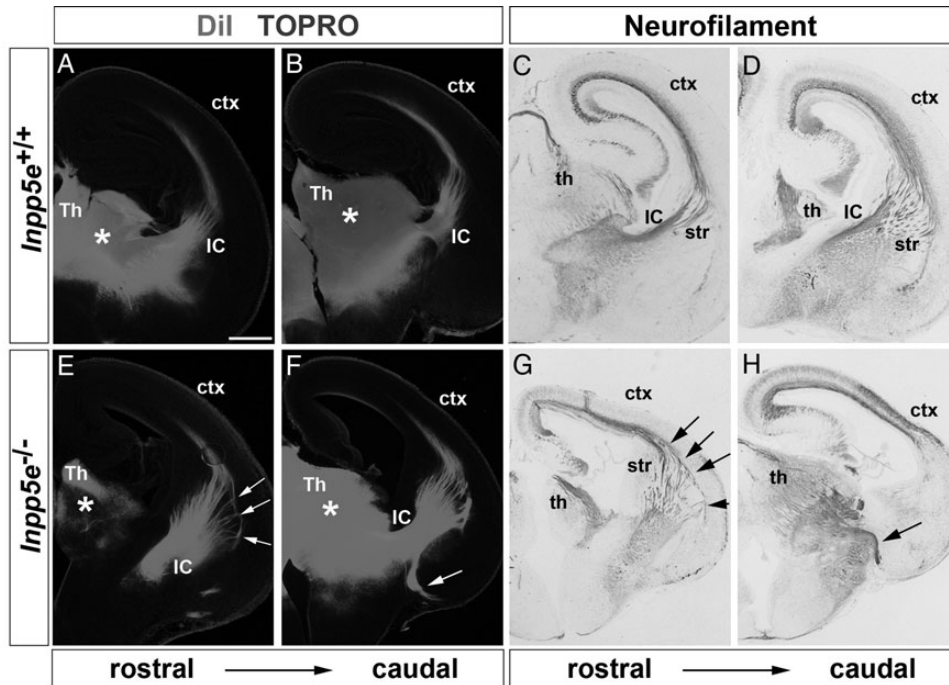 DiI TOPRO
Neurofilament
Inpp5e+/+
A
ctx
Th
*
IC
B
ctx
Th
*
IC
C
ctx
th
IC
str
D
ctx
th
IC
str
Inpp5e-/-
E
ctx
Th
*
IC
F
ctx
Th
*
IC
G
ctx
str
th
H
ctx
th
rostral → caudal
rostral → caudal